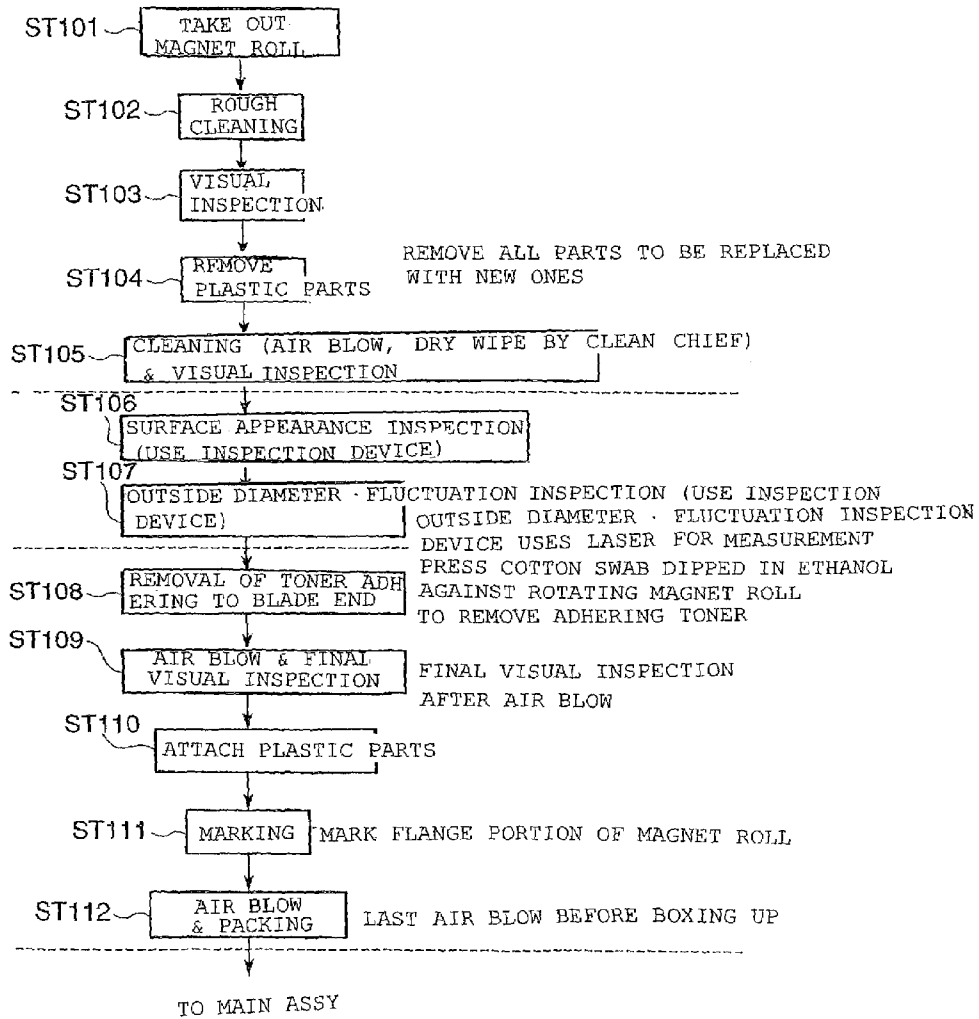 ST101
TAKE OUT
MAGNET ROLL
ST102
ROUGH
CLEANING
ST103
VISUAL
INSPECTION
ST104
REMOVE
PLASTIC PARTS
REMOVE ALL PARTS TO BE REPLACED
WITH NEW ONES
ST105
CLEANING (AIR BLOW, DRY WIPE BY CLEAN CHIEF)
& VISUAL INSPECTION
ST106
SURFACE APPEARANCE INSPECTION
(USE INSPECTION DEVICE)
ST107
OUTSIDE DIAMETER · FLUCTUATION INSPECTION (USE INSPECTION
DEVICE)
OUTSIDE DIAMETER · FLUCTUATION INSPECTION
DEVICE USES LASER FOR MEASUREMENT
ST108
REMOVAL OF TONER ADH
ERING TO BLADE END
PRESS COTTON SWAB DIPPED IN ETHANOL
AGAINST ROTATING MAGNET ROLL
TO REMOVE ADHERING TONER
ST109
AIR BLOW & FINAL
VISUAL INSPECTION
FINAL VISUAL INSPECTION
AFTER AIR BLOW
ST110
ATTACH PLASTIC PARTS
ST111
MARKING
MARK FLANGE PORTION OF MAGNET ROLL
ST112
AIR BLOW
& PACKING
LAST AIR BLOW BEFORE BOXING UP
TO MAIN ASSY